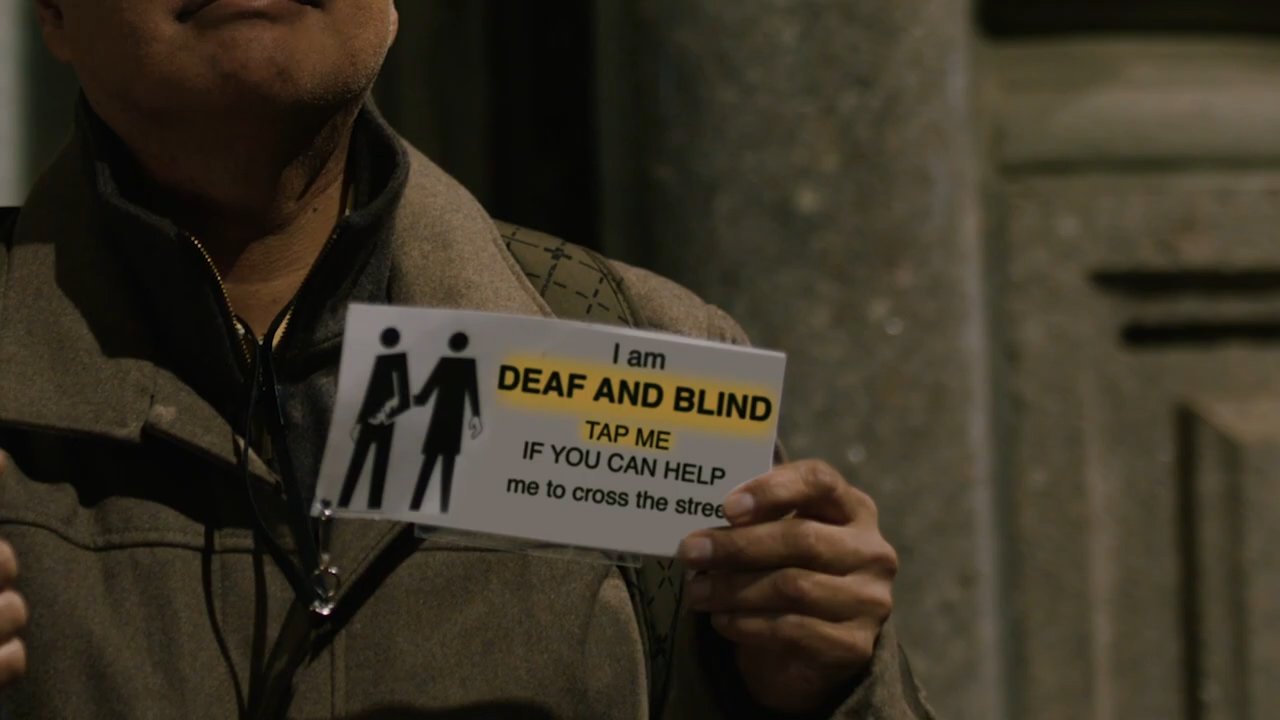 I am
DEAF AND BLIND
TAP ME
IF YOU CAN HELP
me to cross the stree